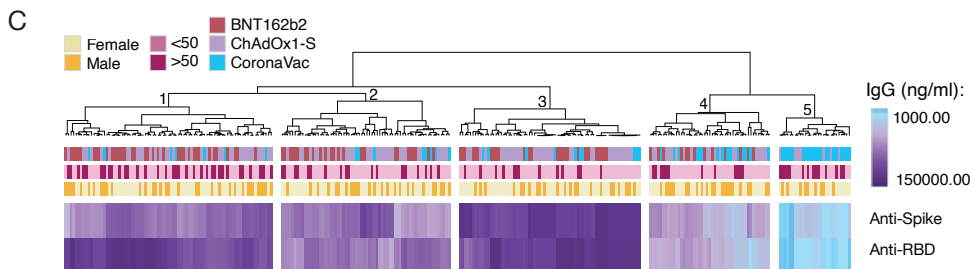 C
Female
Male
<50
>50
BNT162b2
ChAdOx1-S
CoronaVac
1
2
3
4
5
IgG (ng/ml):
1000.00
150000.00
Anti-Spike
Anti-RBD